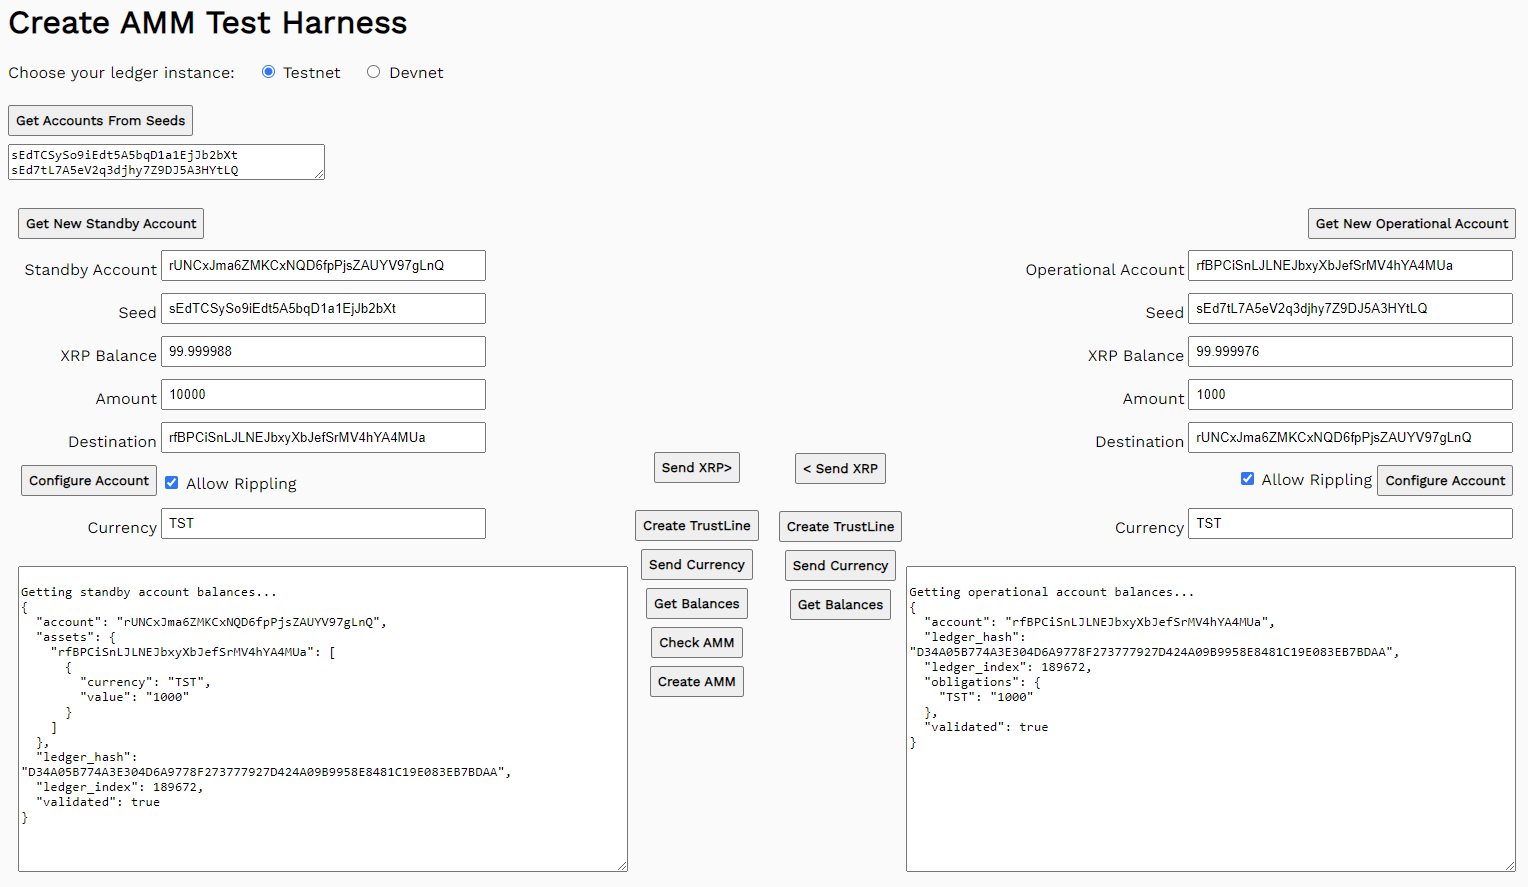 Create AMM Test Harness
Choose your ledger instance: Testnet Devnet
Get Accounts From Seeds
sEdTCSySo9iEdt5A5bqD1a1EjJb2bXt
sEd7tL7A5eV2q3djhy7Z9DJ5A3HYtLQ
Get New Standby Account
Standby Account rUNCxJma6ZMKCxNQD6fpPjsZAUYV97gLnQ
Seed sEdTCSySo9iEdt5A5bqD1a1EjJb2bXt
XRP Balance 99.999988
Amount 10000
Destination rfBPCiSnLJLNEJbxyXbJefSrMV4hYA4MUa
Configure Account Allow Rippling
Currency TST
Send XRP>
Create TrustLine
Send Currency
Get Balances
Check AMM
Create AMM
< Send XRP
Create TrustLine
Send Currency
Get Balances
Get New Operational Account
Operational Account rfBPCiSnLJLNEJbxyXbJefSrMV4hYA4MUa
Seed sEd7tL7A5eV2q3djhy7Z9DJ5A3HYtLQ
XRP Balance 99.999976
Amount 1000
Destination rUNCxJma6ZMKCxNQD6fpPjsZAUYV97gLnQ
Allow Rippling Configure Account
Currency TST
Getting standby account balances...
{
"account": "rUNCxJma6ZMKCxNQD6fpPjsZAUYV97gLnQ",
"assets": {
"rfBPCiSnLJLNEJbxyXbJefSrMV4hYA4MUa": [
{
"currency": "TST",
"value": "1000"
}
]
},
"ledger_hash":
"D34A05B774A3E304D6A9778F273777927D424A09B9958E8481C19E083EB7BDAA",
"ledger_index": 189672,
"validated": true
}
Getting operational account balances...
{
"account": "rfBPCiSnLJLNEJbxyXbJefSrMV4hYA4MUa",
"ledger_hash":
"D34A05B774A3E304D6A9778F273777927D424A09B9958E8481C19E083EB7BDAA",
"ledger_index": 189672,
"obligations": {
"TST": "1000"
},
"validated": true
}